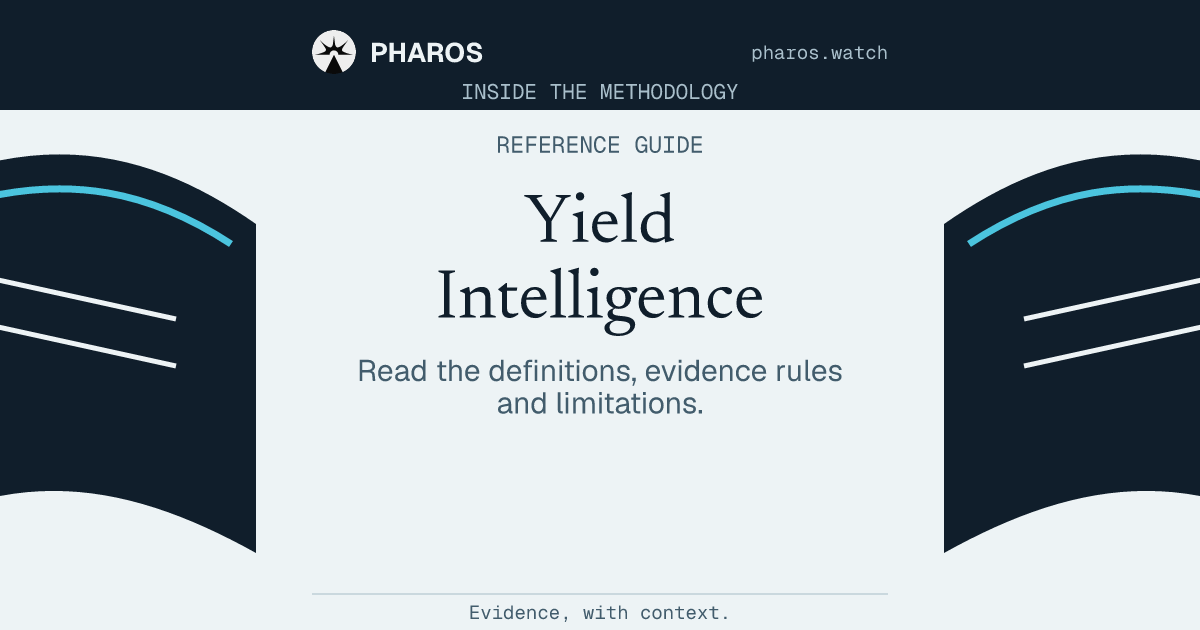 PHAROS
pharos.watch
INSIDE THE METHODOLOGY
REFERENCE GUIDE
Yield
Intelligence
Read the definitions, evidence rules
and limitations.
Evidence, with context.